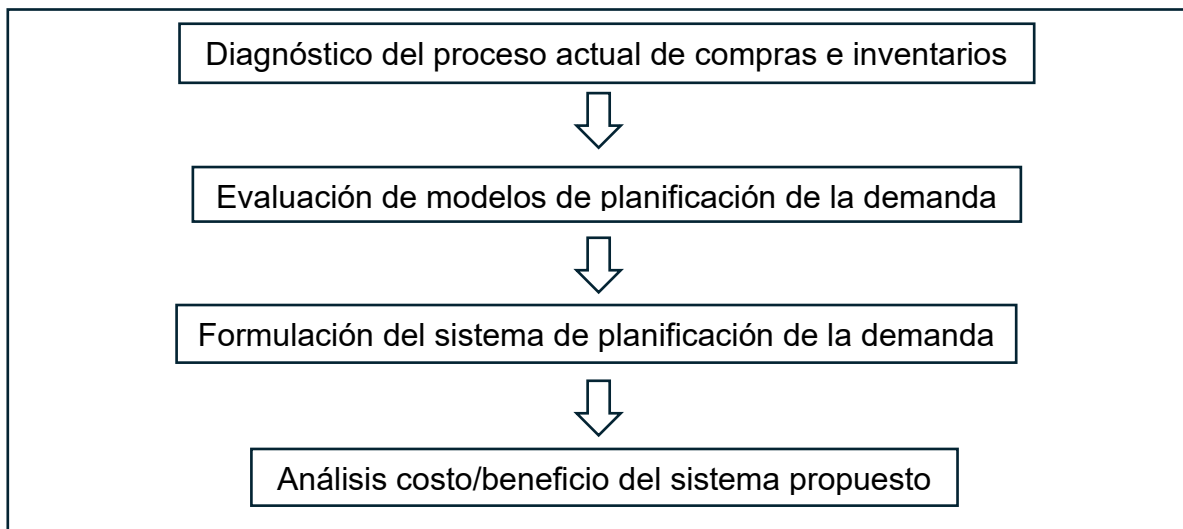 Diagnóstico del proceso actual de compras e inventarios
Evaluación de modelos de planificación de la demanda
Formulación del sistema de planificación de la demanda
Análisis costo/beneficio del sistema propuesto